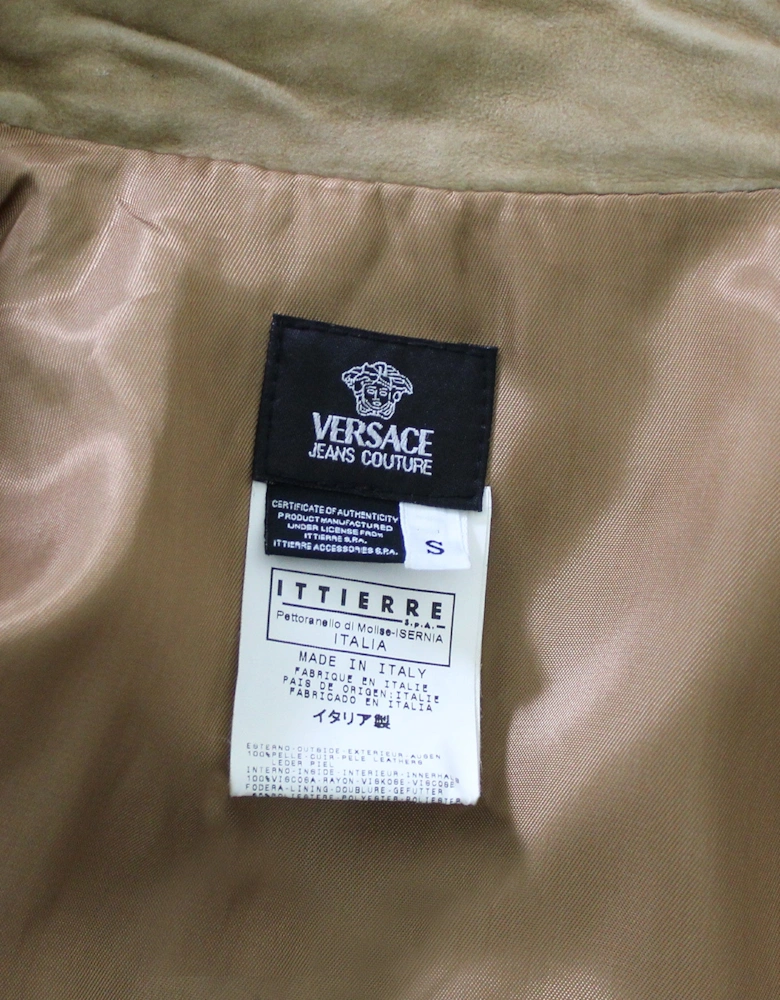 VERSACE
JEANS COUTURE
CERTIFICATE OF AUTHENTICITY
PRODUCT MANUFACTURED
UNDER LICENSE FROM
ITTIERRE S.P.A.
ITTIERRE ACCESSORIES S.P.A.
S
ITTIERRE
S.p.A.
Pettoranello di Molise-ISERNIA
ITALIA
MADE IN ITALY
FABRIQUE EN ITALIE
PAIS DE ORIGEN:ITALIE
FABRICADO EN ITALIA
イタリア製
ESTERNO-OUTSIDE-EXTERIEUR-AUSEN
100%PELLE-CUIR-PELE LEATHERS
LEDER PIEL
INTERNO-INSIDE-INTERIEUR-INNERHALB
100%VISCOSA-RAYON-VISKOSE-VISCOSE
FODERA-LINING-DOUBLURE-GEFUTTER
POLYESTER-POLIESTER